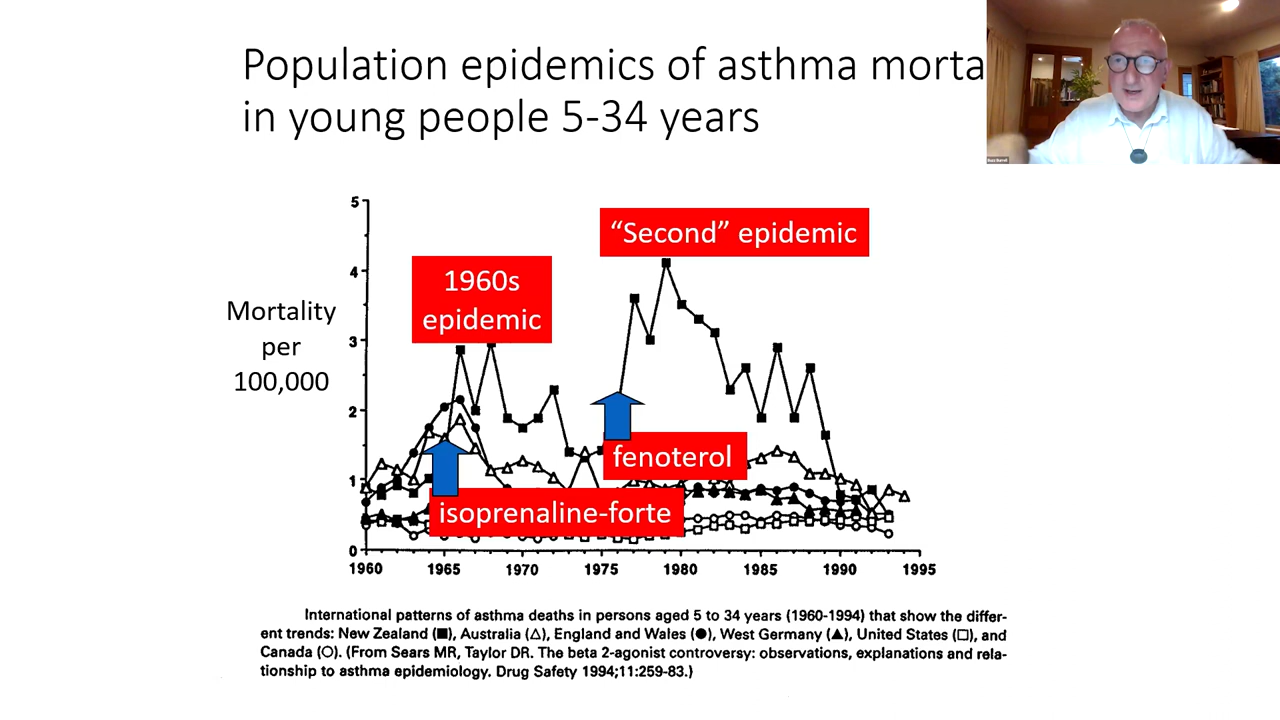 Population epidemics of asthma morta
in young people 5-34 years
5
4
3
2
1
0
Mortality
per
100,000
1960s
epidemic
“Second” epidemic
fenoterol
isoprenaline-forte
1960
1965
1970
1975
1980
1985
1990
1995
International patterns of asthma deaths in persons aged 5 to 34 years (1960-1994) that show the differ-
ent trends: New Zealand (■), Australia (△), England and Wales (●), West Germany (▲), United States (□), and
Canada (○). (From Sears MR, Taylor DR. The beta 2-agonist controversy: observations, explanations and rela-
tionship to asthma epidemiology. Drug Safety 1994;11:259-83.)